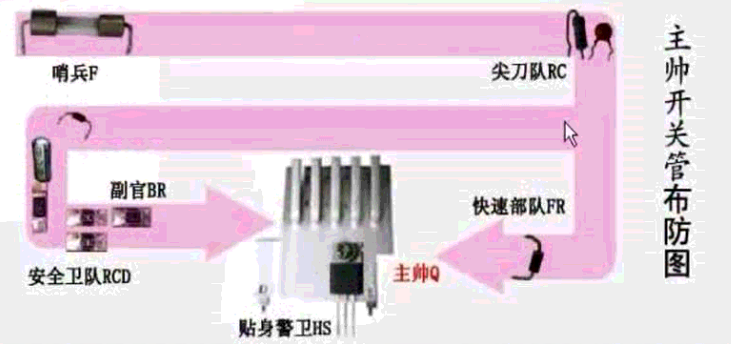 主帅开关管布防图
哨兵F
尖刀队RC
副官BR
快速部队FR
安全卫队RCD
主帅Q
贴身警卫HS